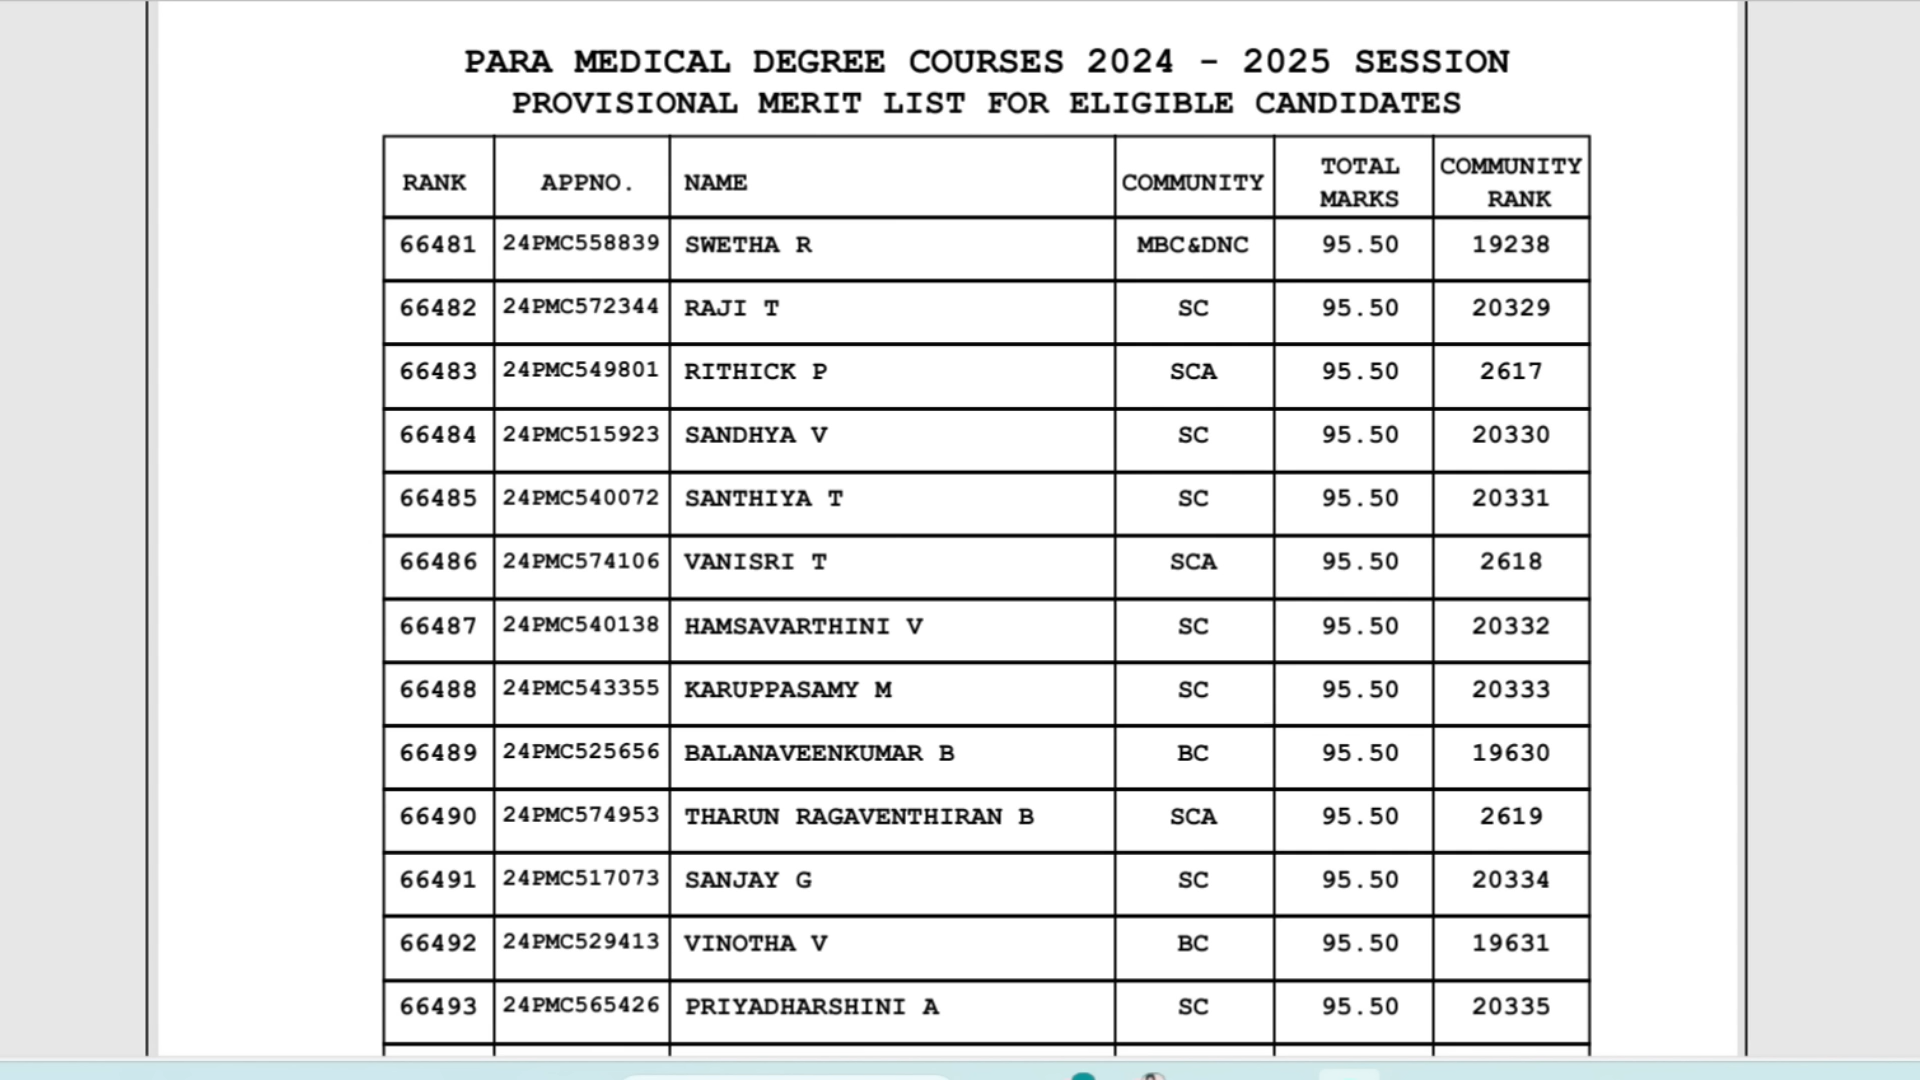 PARA MEDICAL DEGREE COURSES 2024 - 2025 SESSION
PROVISIONAL MERIT LIST FOR ELIGIBLE CANDIDATES
RANK APPNO. NAME COMMUNITY TOTAL MARKS COMMUNITY RANK
66481 24PMC558839 SWETHA R MBC&DNC 95.50 19238
66482 24PMC572344 RAJI T SC 95.50 20329
66483 24PMC549801 RITHICK P SCA 95.50 2617
66484 24PMC515923 SANDHYA V SC 95.50 20330
66485 24PMC540072 SANTHIYA T SC 95.50 20331
66486 24PMC574106 VANISRI T SCA 95.50 2618
66487 24PMC540138 HAMSAVARTHINI V SC 95.50 20332
66488 24PMC543355 KARUPPASAMY M SC 95.50 20333
66489 24PMC525656 BALANAVEENKUMAR B BC 95.50 19630
66490 24PMC574953 THARUN RAGAVENTHIRAN B SCA 95.50 2619
66491 24PMC517073 SANJAY G SC 95.50 20334
66492 24PMC529413 VINOTHA V BC 95.50 19631
66493 24PMC565426 PRIYADHARSHINI A SC 95.50 20335